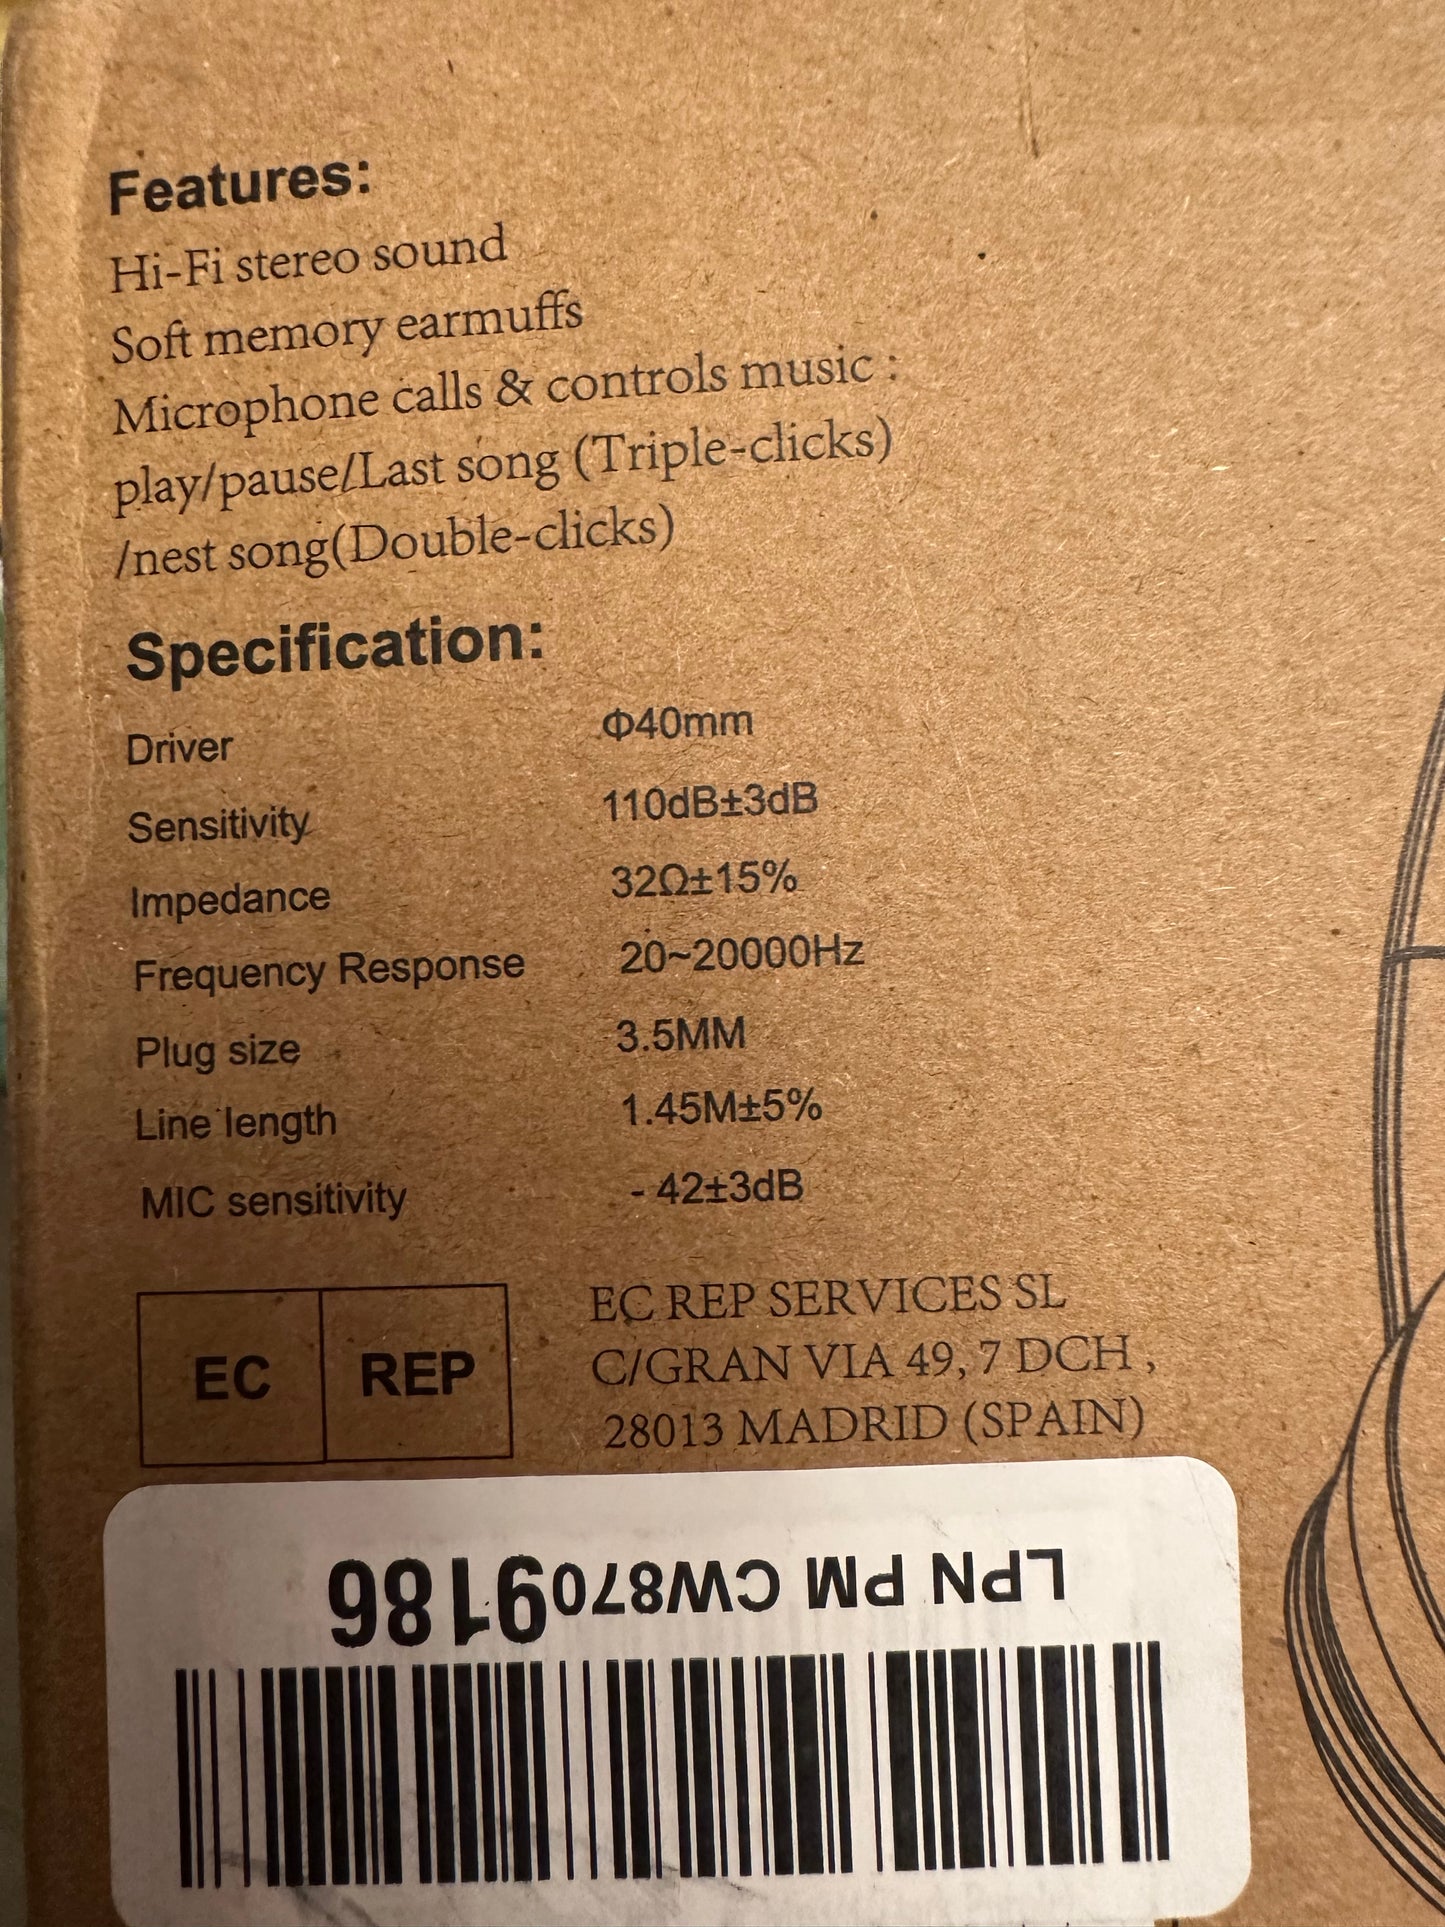 Features:
Hi-Fi stereo sound
Soft memory earmuffs
Microphone calls & controls music :
play/pause/Last song (Triple-clicks)
/nest song(Double-clicks)
Specification:
Driver Φ40mm
Sensitivity 110dB±3dB
Impedance 32Ω±15%
Frequency Response 20~20000Hz
Plug size 3.5MM
Line length 1.45M±5%
MIC sensitivity - 42±3dB
EC REP
EC REP SERVICES SL
C/GRAN VIA 49, 7 DCH ,
28013 MADRID (SPAIN)
LPN PM CW8709186